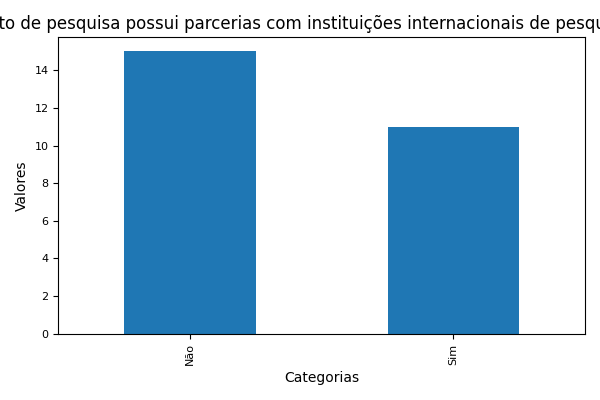 to de pesquisa possui parcerias com instituições internacionais de pesqu
14
12
10
8
6
4
2
0
Valores
Não
Sim
Categorias